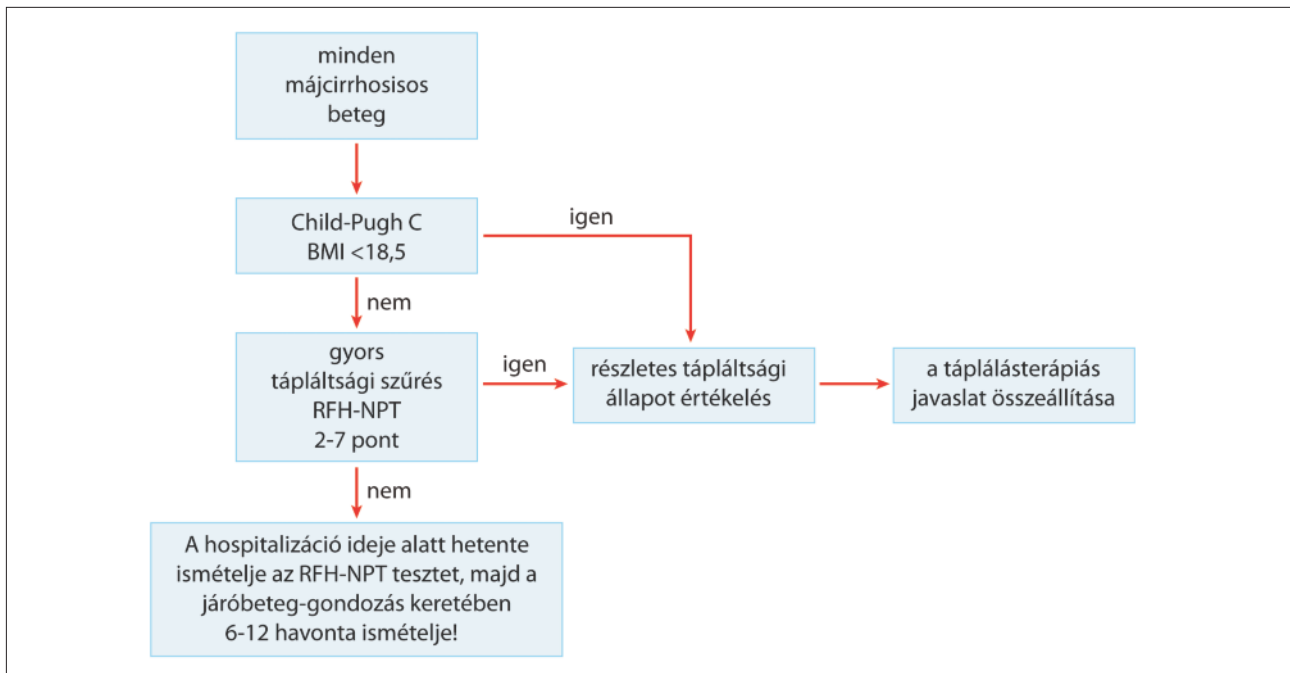 minden
májcirrhosisos
beteg
Child-Pugh C
BMI <18,5
igen
nem
gyors
tápláltsági szűrés
RFH-NPT
2-7 pont
igen
részletes tápláltsági
állapot értékelés
a táplálásterápiás
javaslat összeállítása
nem
A hospitalizáció ideje alatt hetente
ismételje az RFH-NPT tesztet, majd a
járóbeteg-gondozás keretében
6-12 havonta ismételje!